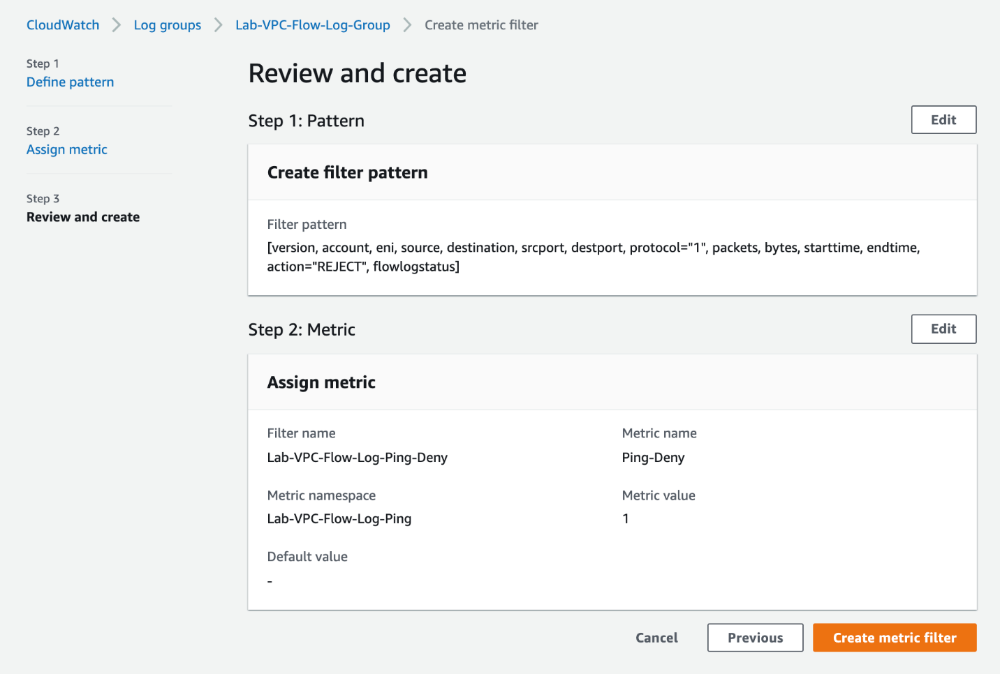 CloudWatch
Log groups
Lab-VPC-Flow-Log-Group
Create metric filter
Step 1
Define pattern
Step 2
Assign metric
Step 3
Review and create
Review and create
Step 1: Pattern
Edit
Create filter pattern
Filter pattern
[version, account, eni, source, destination, srcport, destport, protocol="1", packets, bytes, starttime, endtime,
action="REJECT", flowlogstatus]
Step 2: Metric
Edit
Assign metric
Filter name
Lab-VPC-Flow-Log-Ping-Deny
Metric name
Ping-Deny
Metric namespace
Lab-VPC-Flow-Log-Ping
Metric value
1
Default value
-
Cancel
Previous
Create metric filter